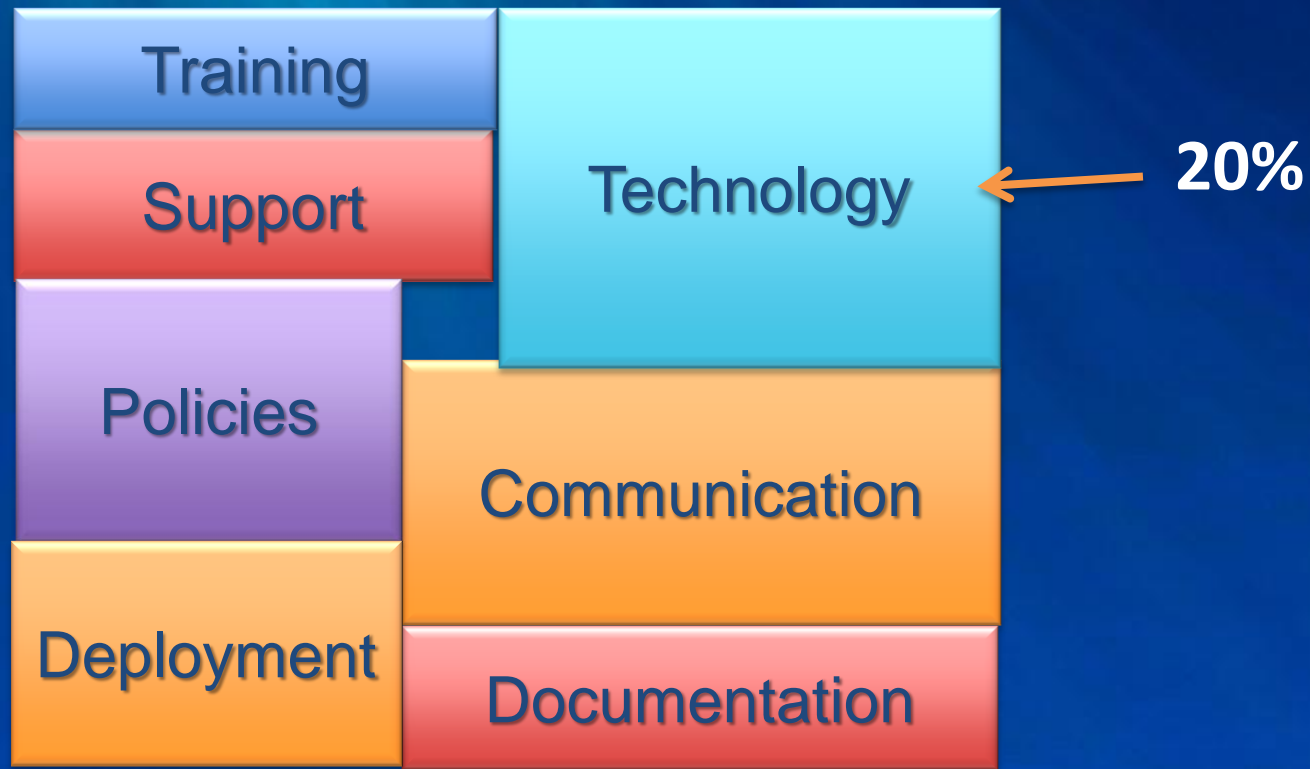 Training
Support
Technology
20%
Policies
Communication
Deployment
Documentation